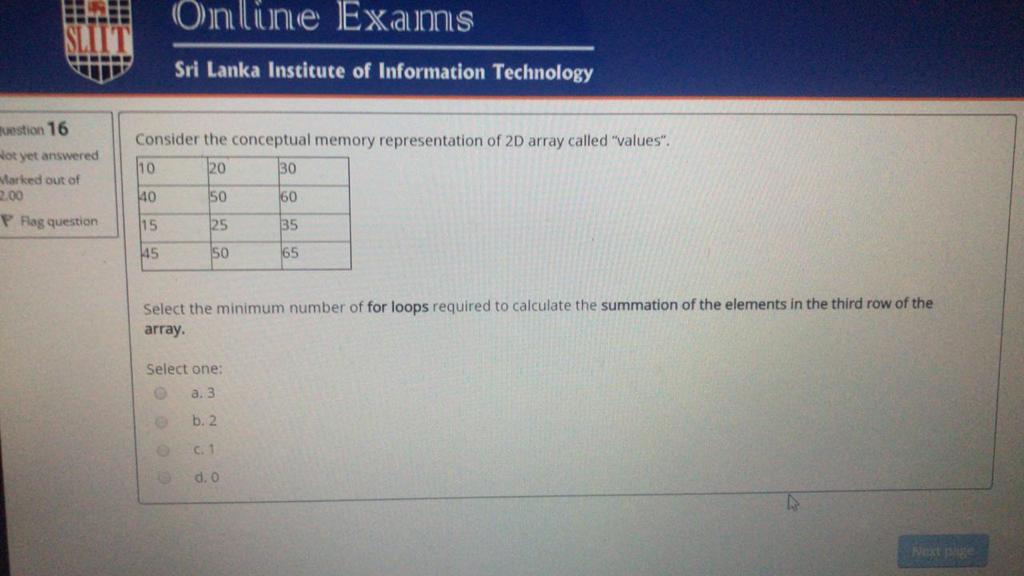 Online Exams
SLIIT
Sri Lanka Institute of Information Technology
question 16
Not yet answered
Marked out of
2.00
Flag question
Consider the conceptual memory representation of 2D array called "values".
10 20 30
40 50 60
15 25 35
45 50 65
Select the minimum number of for loops required to calculate the summation of the elements in the third row of the
array.
Select one:
a. 3
b. 2
c. 1
d. 0
Next page